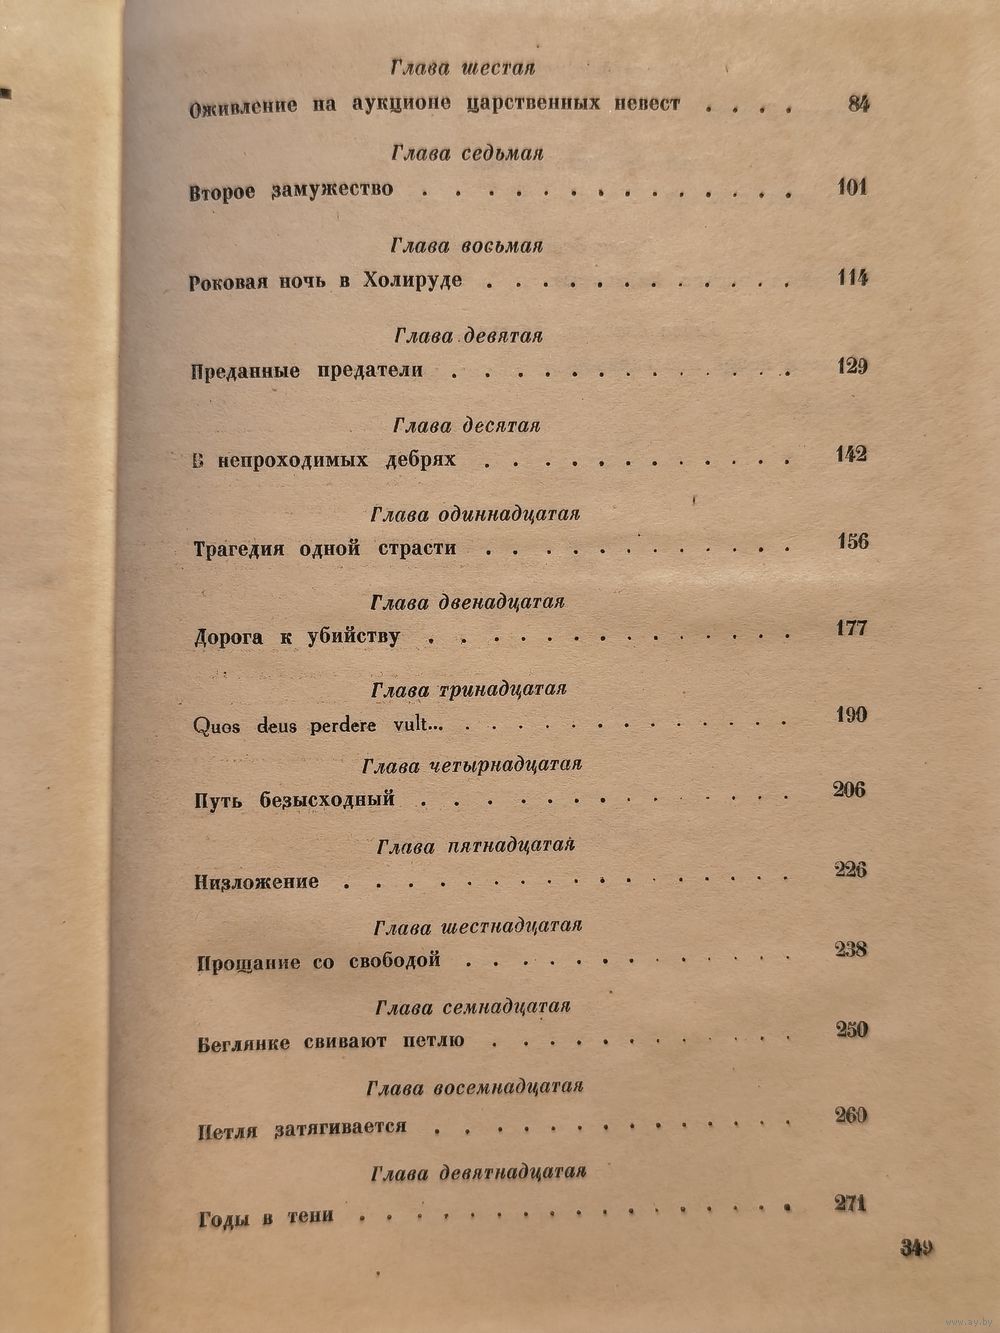 Глава шестая
Оживление на аукционе царственных невест . . . . 84
Глава седьмая
Второе замужество . . . . . . . . . . . . 101
Глава восьмая
Роковая ночь в Холируде . . . . . . . . . . . . 114
Глава девятая
Преданные предатели . . . . . . . . . . . . 129
Глава десятая
В непроходимых дебрях . . . . . . . . . . . . 142
Глава одиннадцатая
Трагедия одной страсти . . . . . . . . . . . . 156
Глава двенадцатая
Дорога к убийству . . . . . . . . . . . . . 177
Глава тринадцатая
Quos deus perdere vult... . . . . . . . . . . . . . 190
Глава четырнадцатая
Путь безысходный . . . . . . . . . . . . . 206
Глава пятнадцатая
Низложение . . . . . . . . . . . . . . . 226
Глава шестнадцатая
Прощание со свободой . . . . . . . . . . . . 238
Глава семнадцатая
Беглянке свивают петлю . . . . . . . . . . . . 250
Глава восемнадцатая
Петля затягивается . . . . . . . . . . . . 260
Глава девятнадцатая
Годы в тени . . . . . . . . . . . . . . . . 271
349
www.ay.by